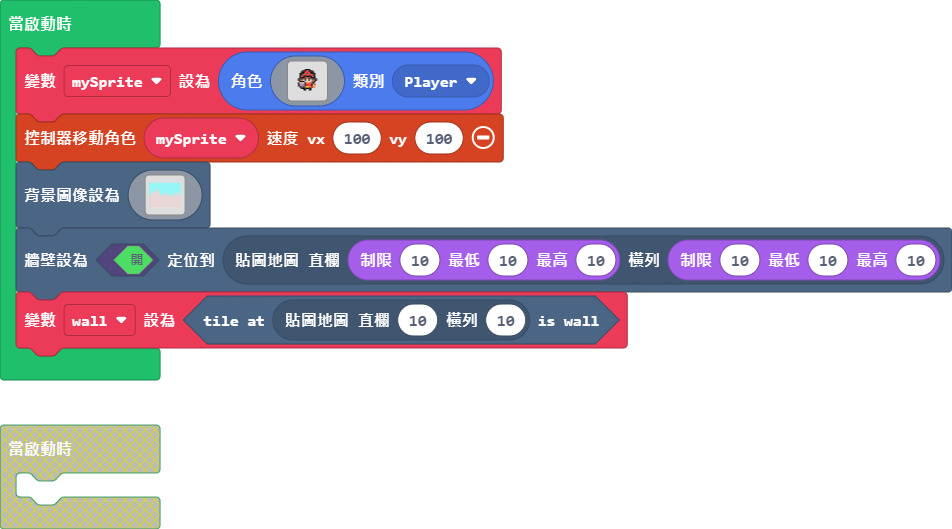 當啟動時
變數 mySprite 設為 角色 類別 Player
控制器移動角色 mySprite 速度 vx 100 vy 100
背景圖像設為
牆壁設為 開 定位到 貼圖地圖 直欄 制限 10 最低 10 最高 10 橫列 制限 10 最低 10 最高 10
變數 wall 設為 tile at 貼圖地圖 直欄 10 橫列 10 is wall
當啟動時